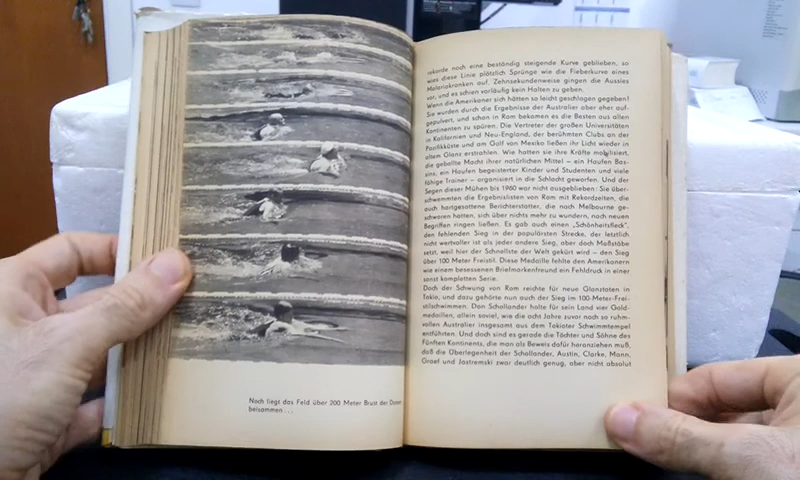 Noch liegt das Feld über 200 Meter Brust der Damen
beisammen . . .
rekorde noch eine beständig steigende Kurve geblieben, so
wies diese Linie plötzlich Sprünge wie die Fieberkurve eines
Malariakranken auf. Zehnsekundenweise gingen die Aussies
vor, und es schien vorläufig kein Halten zu geben.
Wenn die Amerikaner sich hätten so leicht geschlagen gegeben!
Sie wurden durch die Ergebnisse der Australier aber eher auf-
gepulvert, und schon in Rom bekamen es die Besten aus allen
Kontinenten zu spüren. Die Vertreter der großen Universitäten
in Kalifornien und Neu-England, der berühmten Clubs an der
Pazifikküste und am Golf von Mexiko ließen ihr Licht wieder in
altem Glanz erstrahlen. Wie hatten sie ihre Kräfte mobilisiert,
die geballte Macht ihrer natürlichen Mittel – ein Haufen Bas-
sins, ein Haufen begeisterter Kinder und Studenten und viele
fähige Trainer – organisiert in die Schlacht geworfen. Und der
Segen dieser Mühen bis 1960 war nicht ausgeblieben: Sie über-
schwemmten die Ergebnislisten von Rom mit Rekordzeiten, die
auch hartgesottene Berichterstatter, die nach Melbourne ge-
schworen hatten, sich über nichts mehr zu wundern, nach neuen
Begriffen ringen ließen. Es gab auch einen „Schönheitsfleck",
den fehlenden Sieg in der populärsten Strecke, der letztlich
nicht wertvoller ist als jeder andere Sieg, aber doch Maßstäbe
setzt, weil hier der Schnellste der Welt gekürt wird – den Sieg
über 100 Meter Freistil. Diese Medaille fehlte den Amerikanern
wie einem besessenen Briefmarkenfreund ein Fehldruck in einer
sonst kompletten Serie.
Doch der Schwung von Rom reichte für neue Glanztaten in
Tokio, und dazu gehörte nun auch der Sieg im 100-Meter-Frei-
stilschwimmen. Don Schollander holte für sein Land vier Gold-
medaillen, allein soviel, wie die acht Jahre zuvor noch so ruhm-
vollen Australier insgesamt aus dem Tokioter Schwimmtempel
entführten. Und doch sind es gerade die Töchter und Söhne des
Fünften Kontinents, die man als Beweis dafür heranziehen muß,
daß die Überlegenheit der Schollander, Austin, Clarke, Mann,
Graef und Jastremski zwar deutlich genug, aber nicht absolut